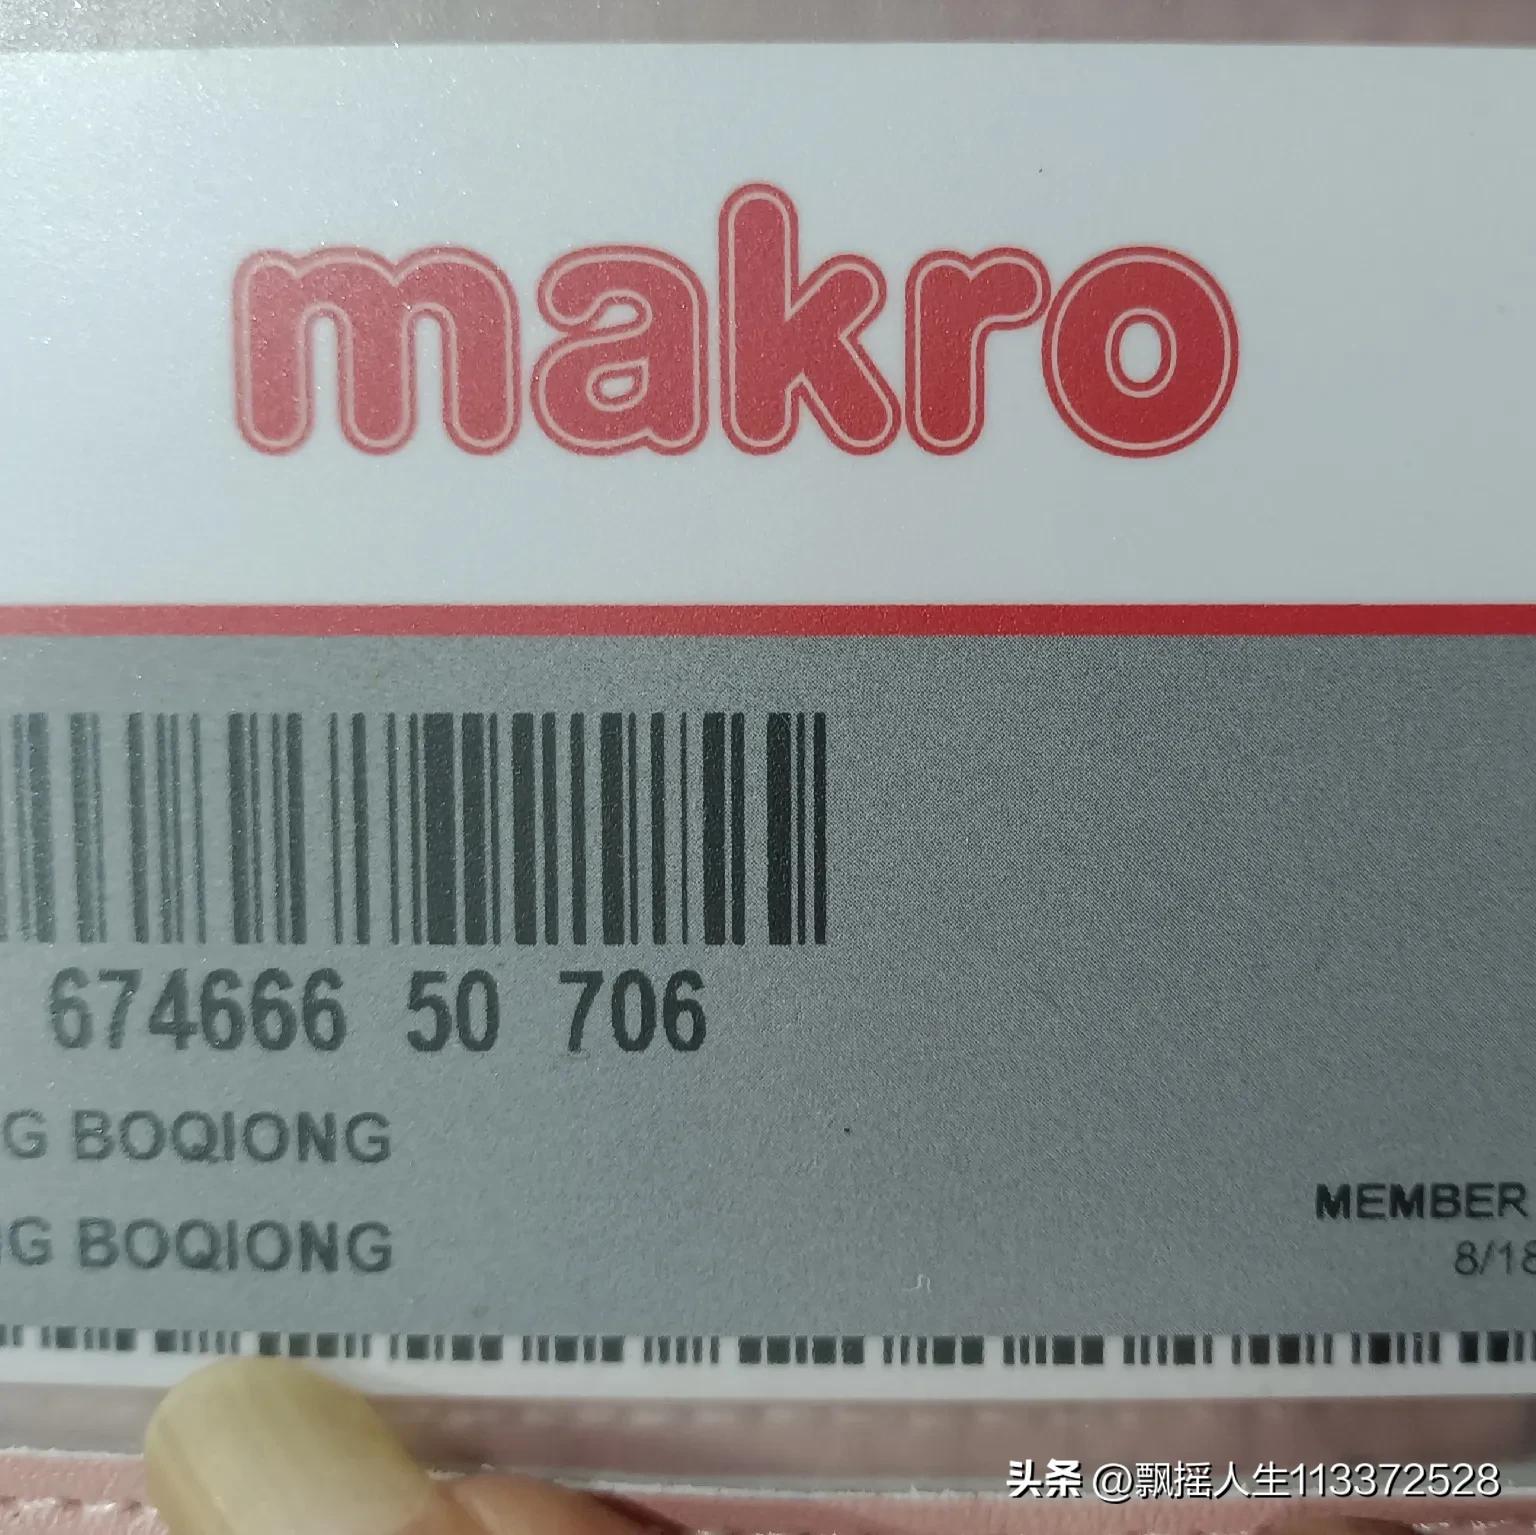 makro
674666 50 706
G BOQIONG
NG BOQIONG
MEMBER
8/18
头条 @飘摇人生113372528